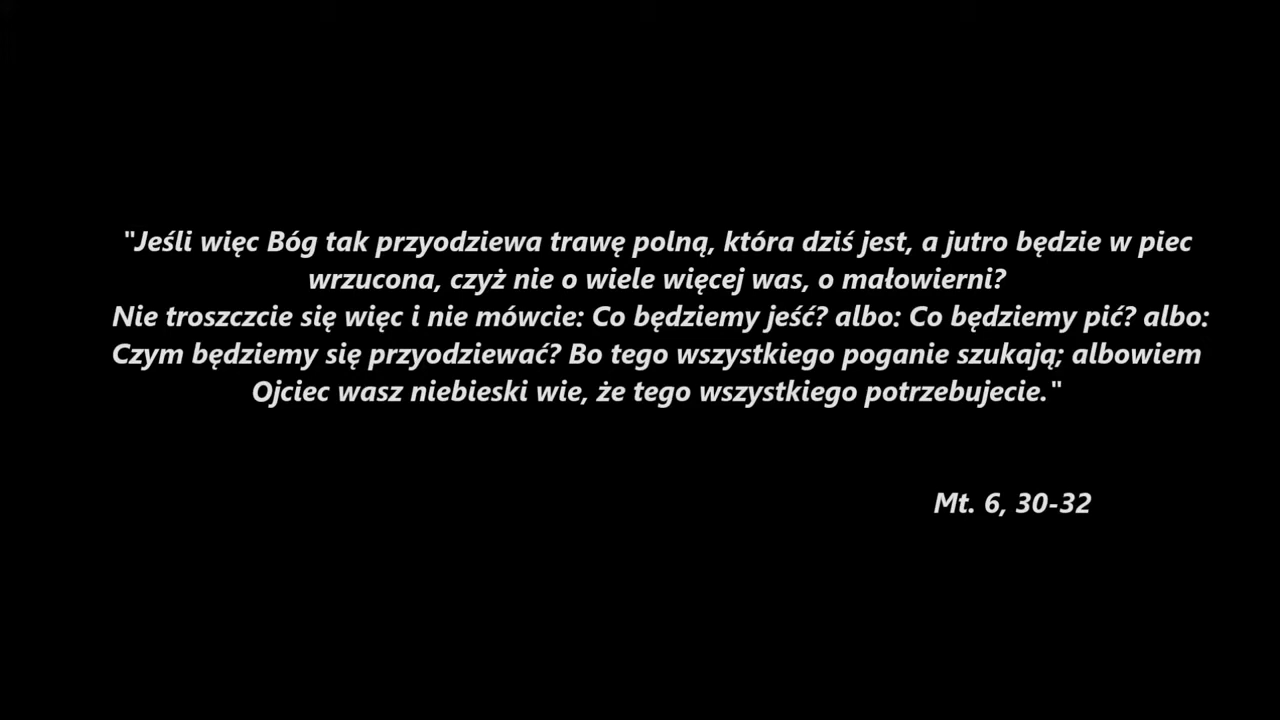 "Jeśli więc Bóg tak przyodziewa trawę polną, która dziś jest, a jutro będzie w piec
wrzucona, czyż nie o wiele więcej was, o małowierni?
Nie troszczcie się więc i nie mówcie: Co będziemy jeść? albo: Co będziemy pić? albo:
Czym będziemy się przyodziewać? Bo tego wszystkiego poganie szukają; albowiem
Ojciec wasz niebieski wie, że tego wszystkiego potrzebujecie."
Mt. 6, 30-32